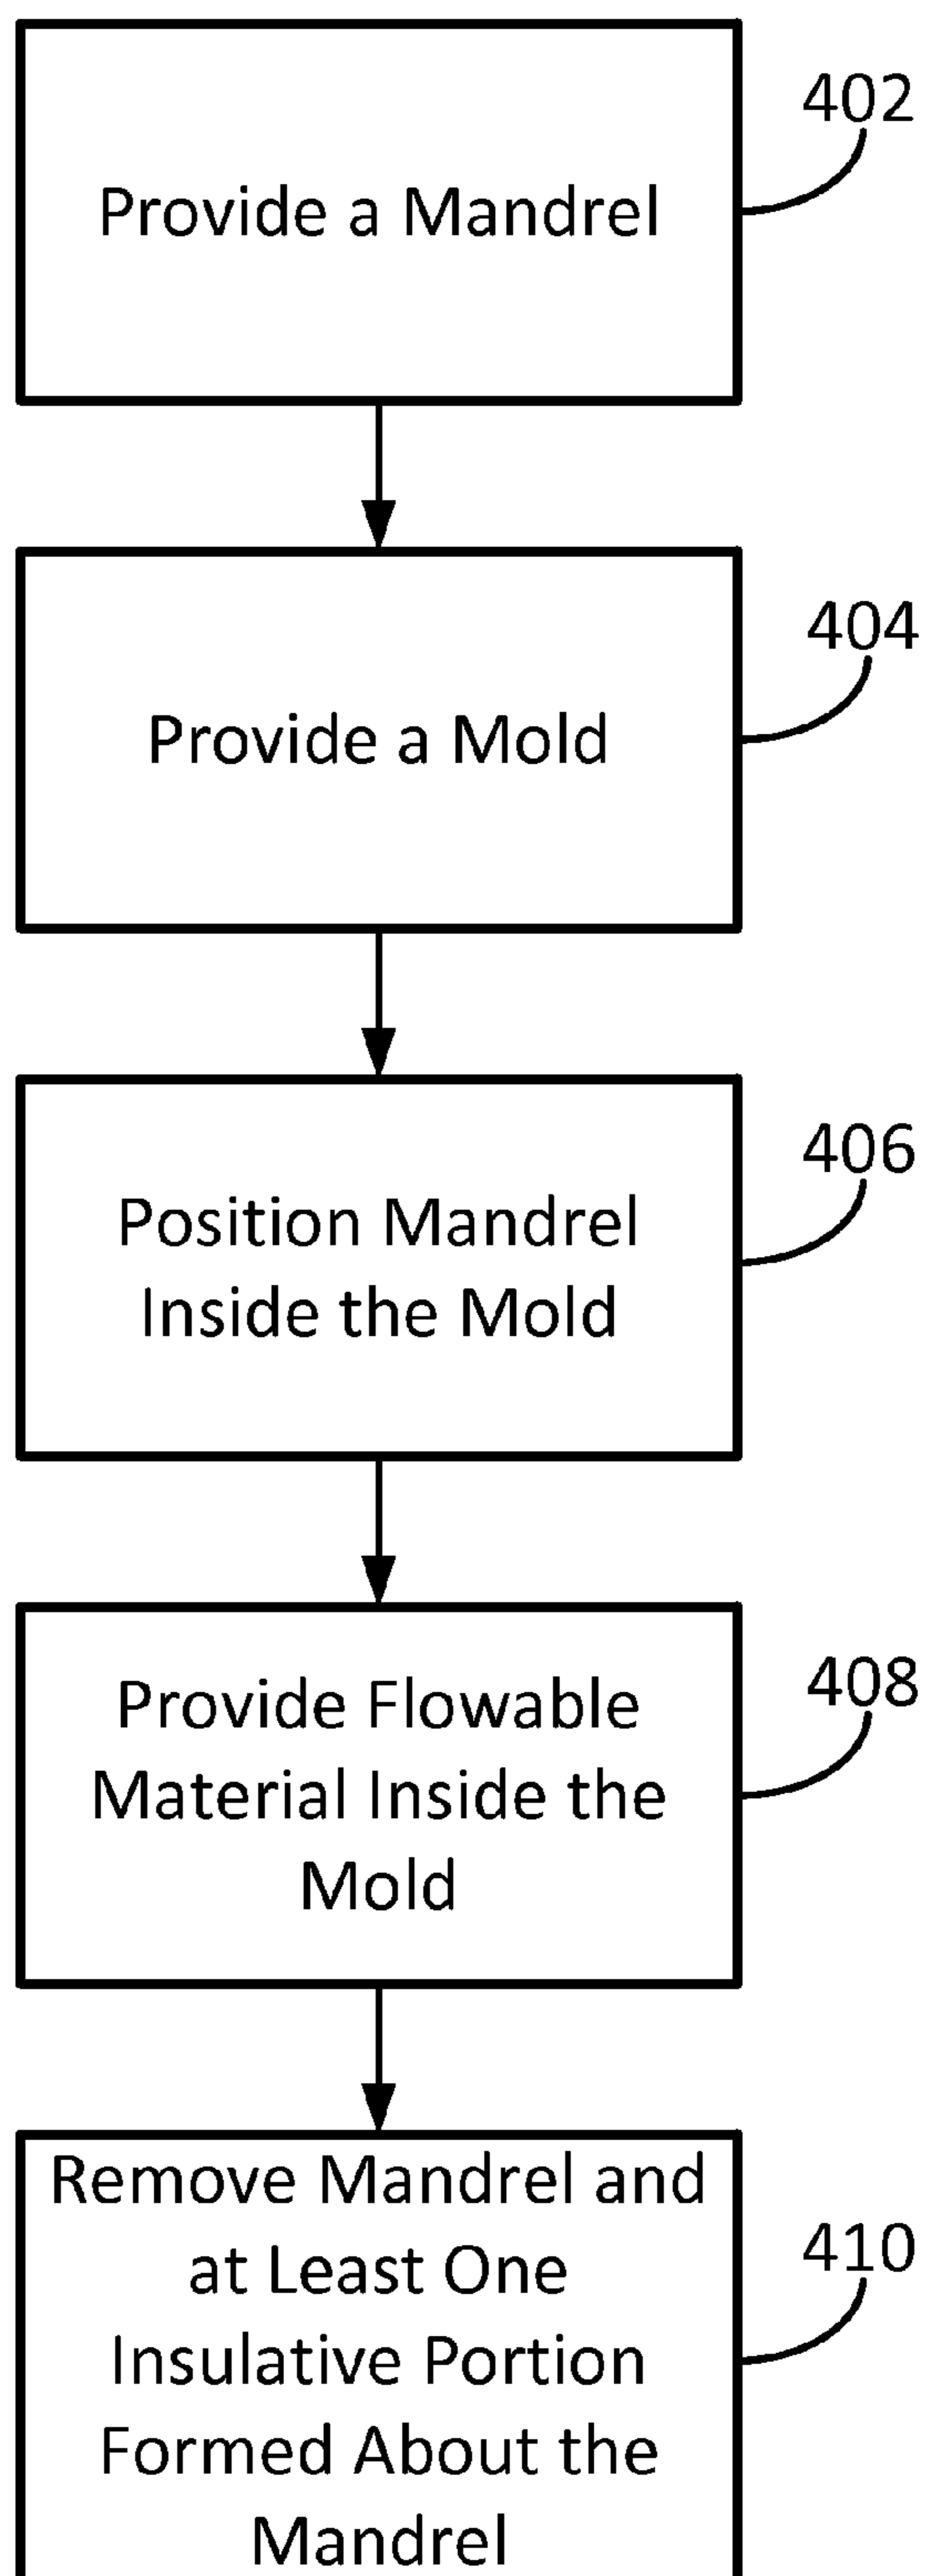 402
Provide a Mandrel
404
Provide a Mold
406
Position Mandrel
Inside the Mold
408
Provide Flowable
Material Inside the
Mold
410
Remove Mandrel and
at Least One
Insulative Portion
Formed About the
Mandrel